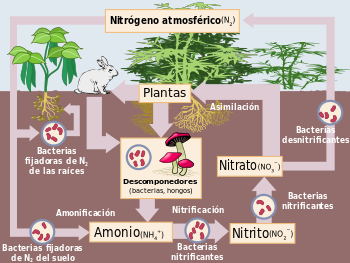 Nitrógeno atmosférico(N₂)
Plantas
Asimilación
Bacterias
desnitrificantes
Bacterias
fijadoras de N₂
de las raíces
Descomponedores
(bacterias, hongos)
Nitrato(NO₃⁻)
Bacterias
nitrificantes
Amonificación
Nitrificación
Bacterias fijadoras
de N₂ del suelo
Amonio(NH₄⁺)
Bacterias
nitrificantes
Nitrito(NO₂⁻)